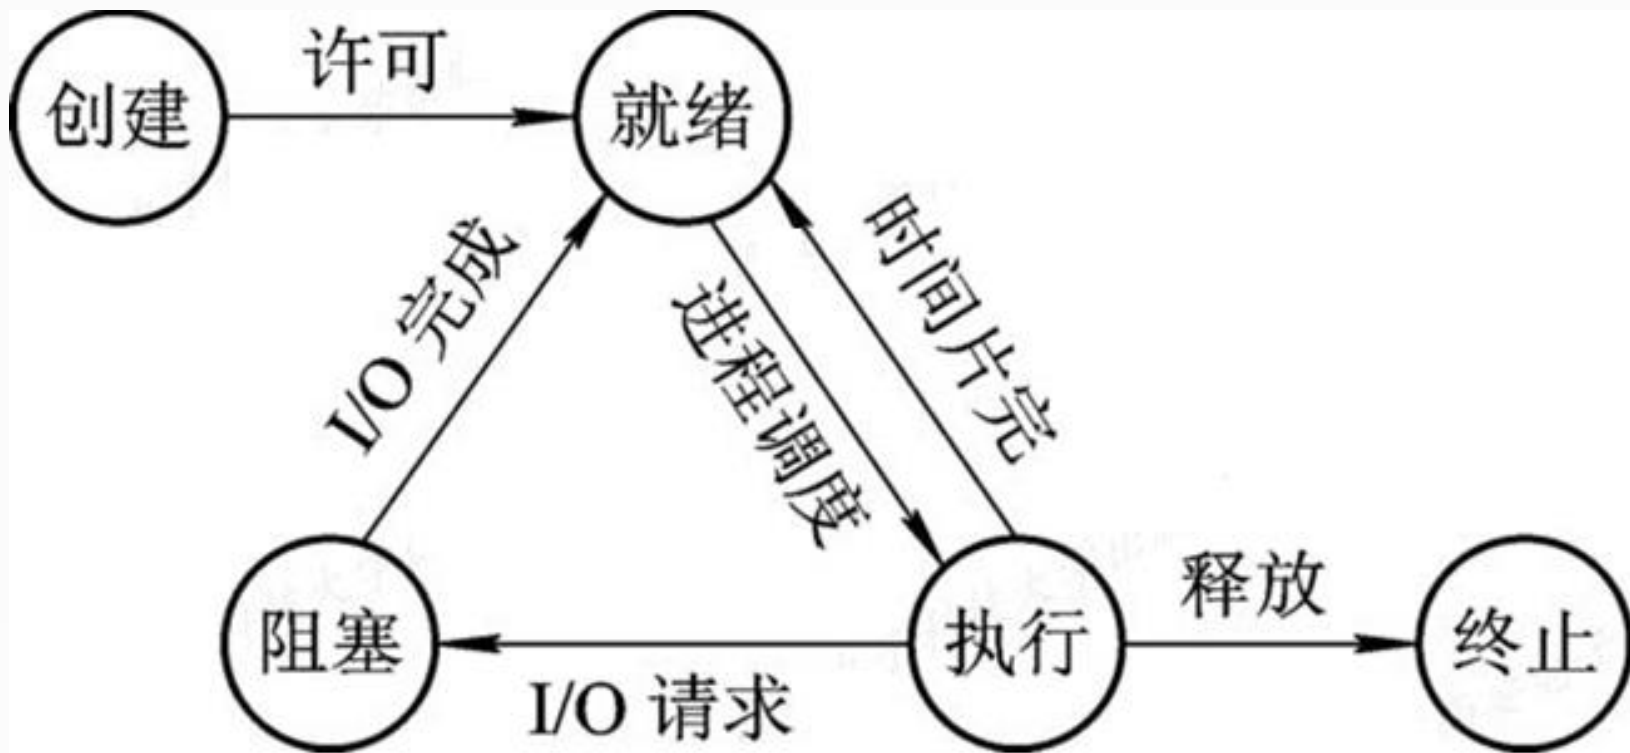 创建
许可
就绪
I/O 完成
进程调度
时间片完
阻塞
I/O 请求
执行
释放
终止